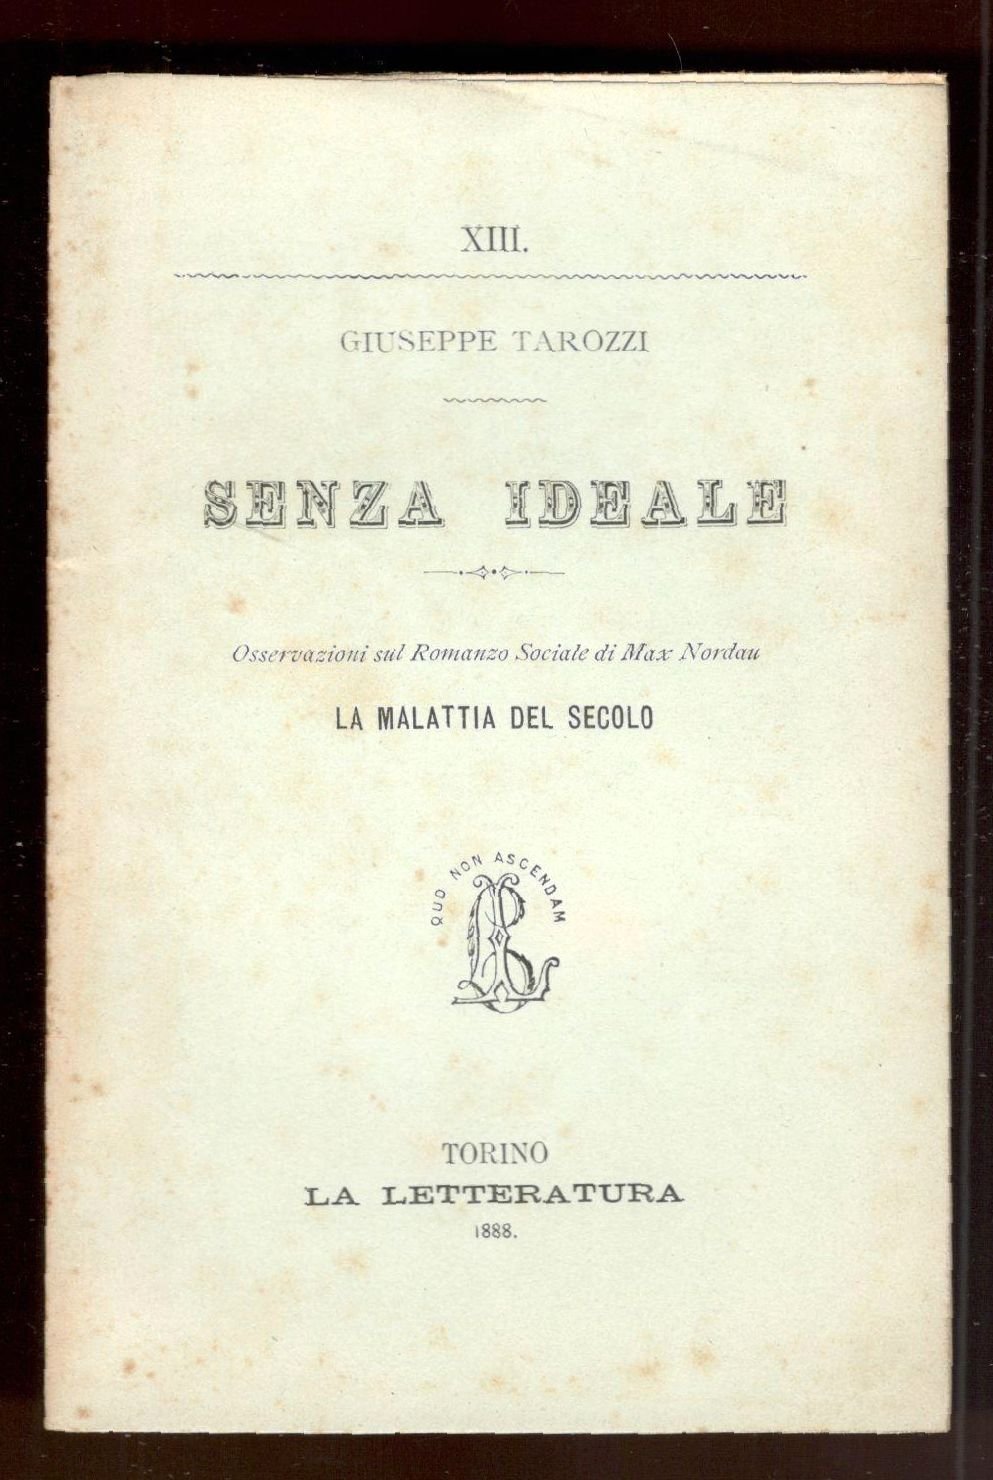 XIII.
GIUSEPPE TAROZZI
SENZA IDEALE
Osservazioni sul Romanzo Sociale di Max Nordau
LA MALATTIA DEL SECOLO
QUO NON ASCENDAM
TORINO
LA LETTERATURA
1888.